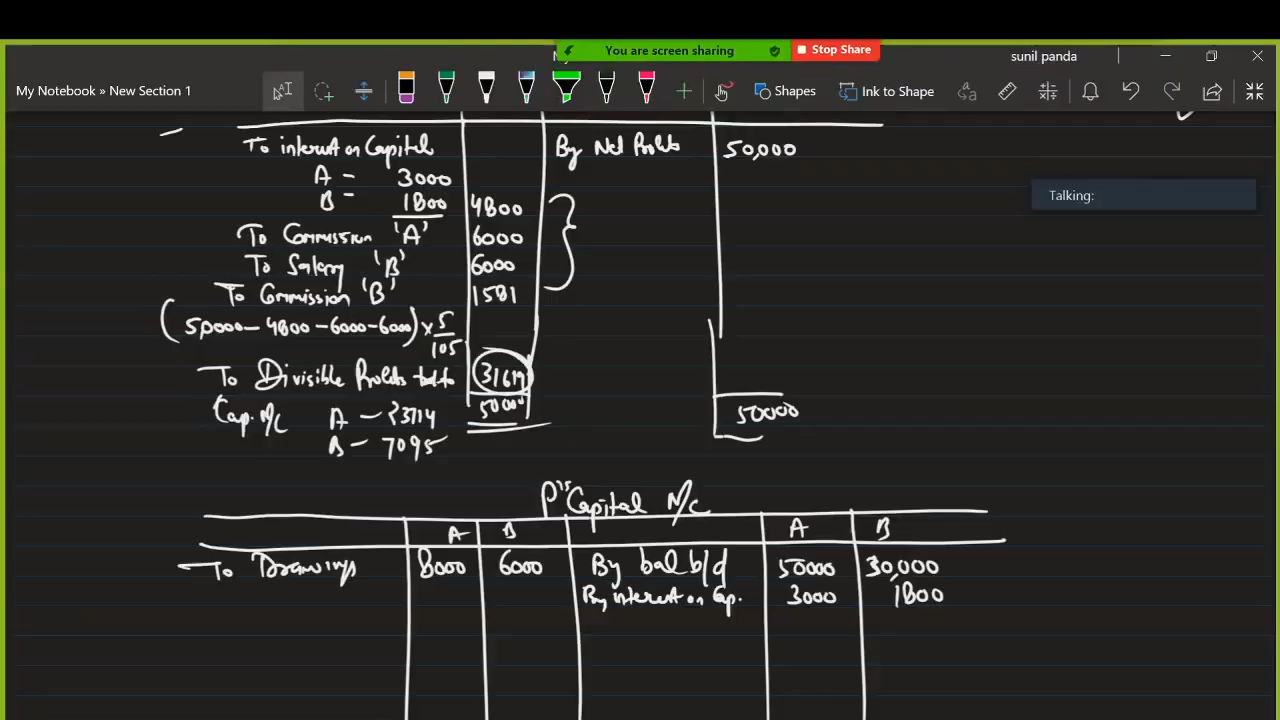 You are screen sharing
Stop Share
sunil panda
My Notebook » New Section 1
Shapes
Ink to Shape
Talking:
To interest on Capital By Net Profits 50,000
A = 3000
B = 1800 4800
To Commission 'A' 6000
To Salary 'B' 6000
To Commission 'B' 1581
(50000-4800-6000-6000) × 5/105
To Divisible Profits 31619
50000 50000
Cap. A/C A - 23714
B - 7095
P's Capital A/C
A B A B
To Drawings 8000 6000 By bal b/d 50000 30,000
By interest on Cap. 3000 1800